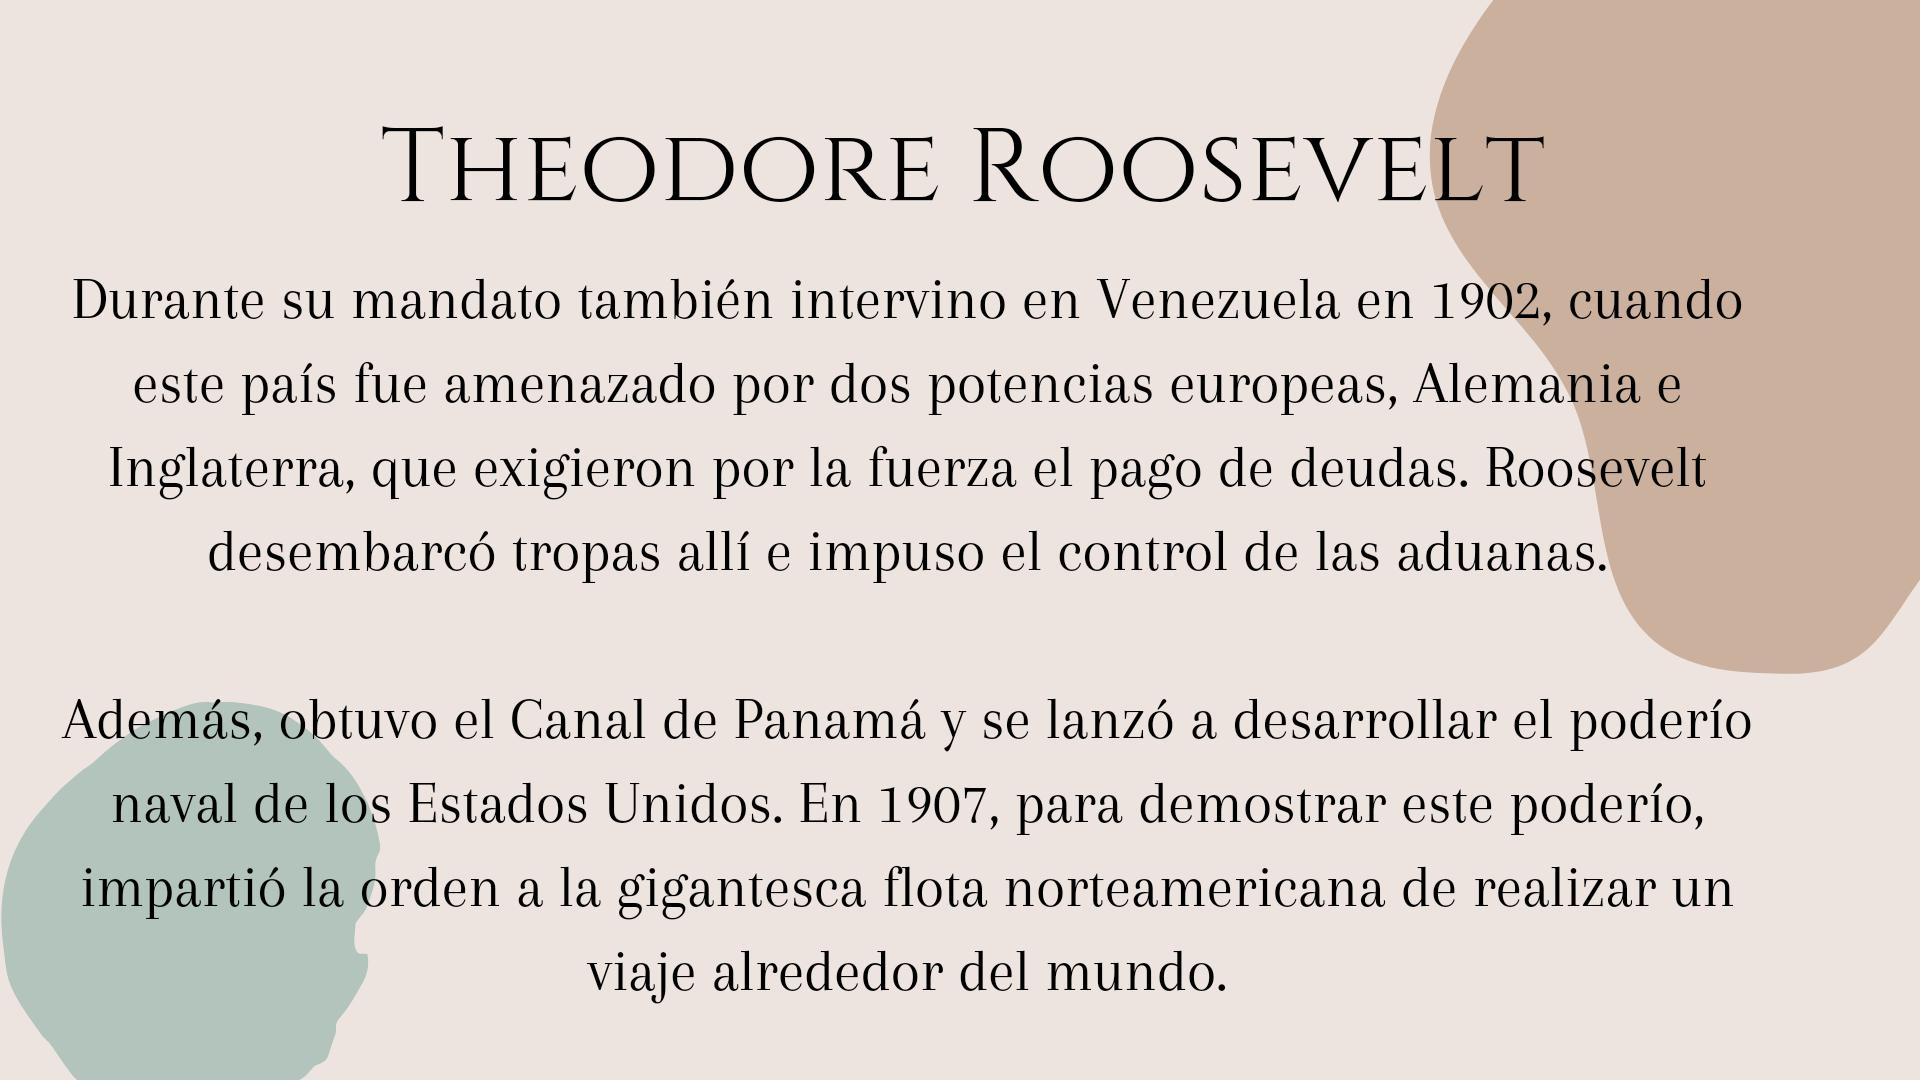 Theodore Roosevelt
Durante su mandato también intervino en Venezuela en 1902, cuando
este país fue amenazado por dos potencias europeas, Alemania e
Inglaterra, que exigieron por la fuerza el pago de deudas. Roosevelt
desembarcó tropas allí e impuso el control de las aduanas.
Además, obtuvo el Canal de Panamá y se lanzó a desarrollar el poderío
naval de los Estados Unidos. En 1907, para demostrar este poderío,
impartió la orden a la gigantesca flota norteamericana de realizar un
viaje alrededor del mundo.